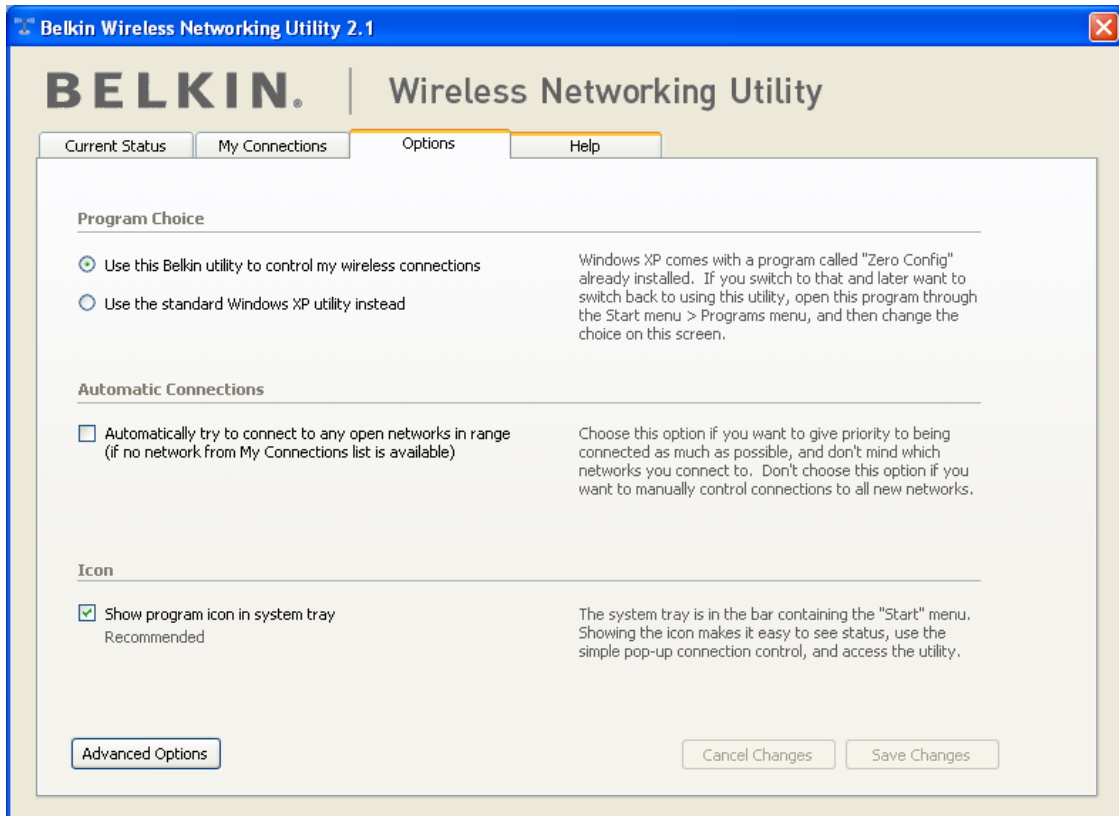 Belkin Wireless Networking Utility 2.1
BELKIN. | Wireless Networking Utility
Current Status
My Connections
Options
Help
Program Choice
Use this Belkin utility to control my wireless connections
Use the standard Windows XP utility instead
Windows XP comes with a program called "Zero Config"
already installed. If you switch to that and later want to
switch back to using this utility, open this program through
the Start menu > Programs menu, and then change the
choice on this screen.
Automatic Connections
Automatically try to connect to any open networks in range
(if no network from My Connections list is available)
Choose this option if you want to give priority to being
connected as much as possible, and don't mind which
networks you connect to. Don't choose this option if you
want to manually control connections to all new networks.
Icon
Show program icon in system tray
Recommended
The system tray is in the bar containing the "Start" menu.
Showing the icon makes it easy to see status, use the
simple pop-up connection control, and access the utility.
Advanced Options
Cancel Changes
Save Changes